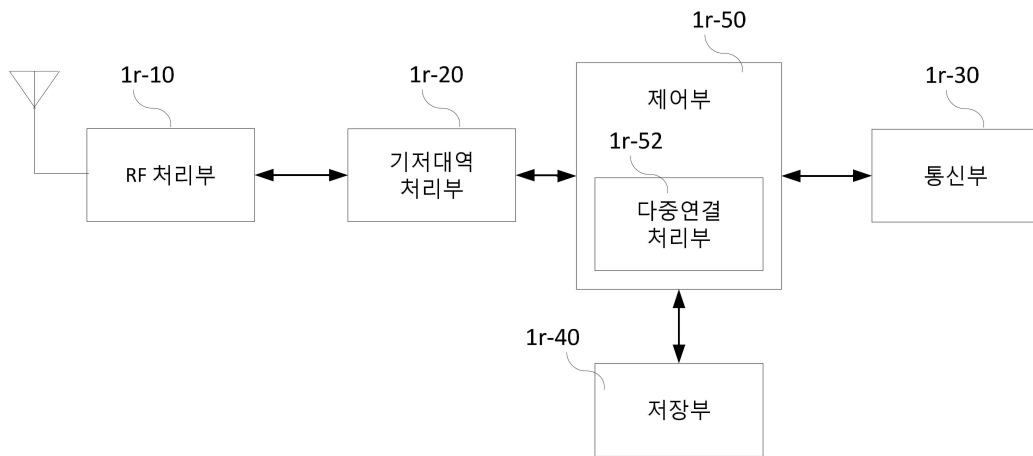 1r-50
1r-10
1r-20
1r-30
제어부
1r-52
RF 처리부
기저대역
처리부
다중연결
처리부
통신부
1r-40
저장부